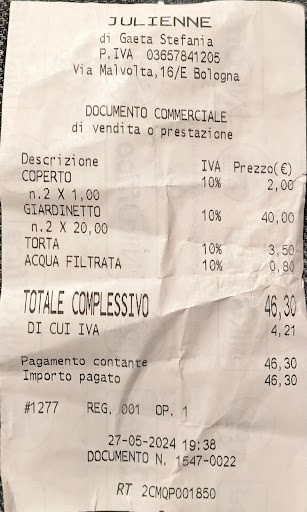 JULIENNE
di Gaeta Stefania
P.IVA 03657841205
Via Malvolta,16/E Bologna
DOCUMENTO COMMERCIALE
di vendita o prestazione
Descrizione IVA Prezzo(€)
COPERTO 10% 2,00
n.2 X 1,00
GIARDINETTO 10% 40,00
n.2 X 20,00
TORTA 10% 3,50
ACQUA FILTRATA 10% 0,80
TOTALE COMPLESSIVO 46,30
DI CUI IVA 4,21
Pagamento contante 46,30
Importo pagato 46,30
#1277 REG. 001 OP. 1
27-05-2024 19:38
DOCUMENTO N. 1547-0022
RT 2CMQP001850